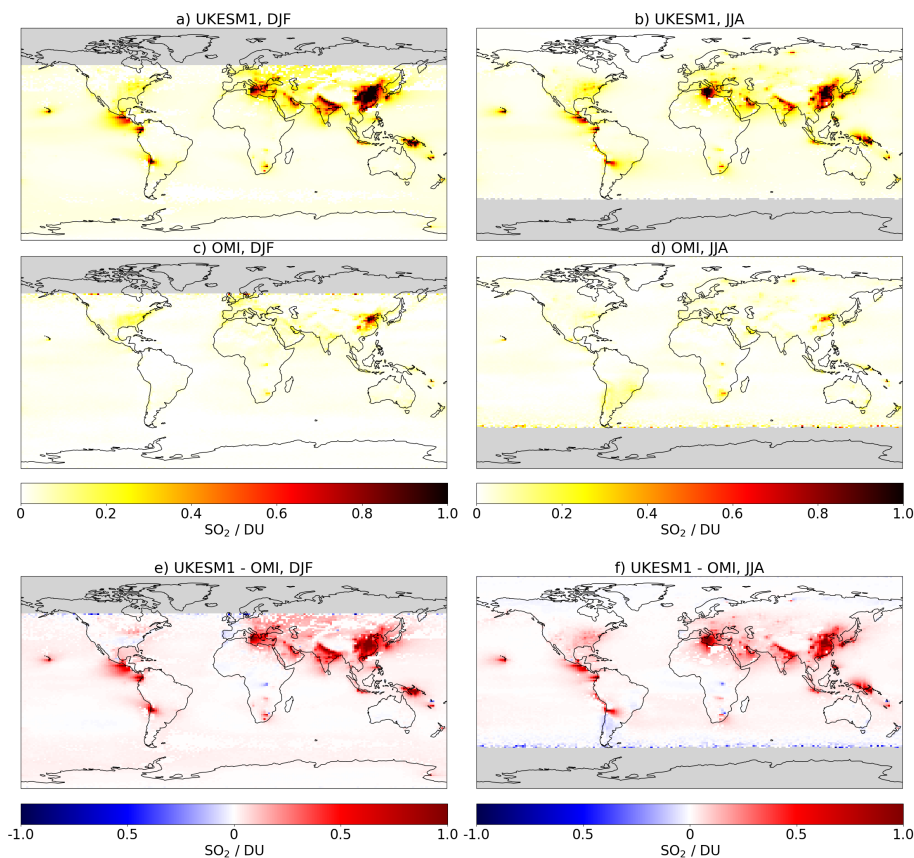 a) UKESM1, DJF
b) UKESM1, JJA
c) OMI, DJF
d) OMI, JJA
0 0.2 0.4 0.6 0.8 1.0
SO₂ / DU
0 0.2 0.4 0.6 0.8 1.0
SO₂ / DU
e) UKESM1 - OMI, DJF
f) UKESM1 - OMI, JJA
-1.0 0.5 0 0.5 1.0
SO₂ / DU
-1.0 0.5 0 0.5 1.0
SO₂ / DU